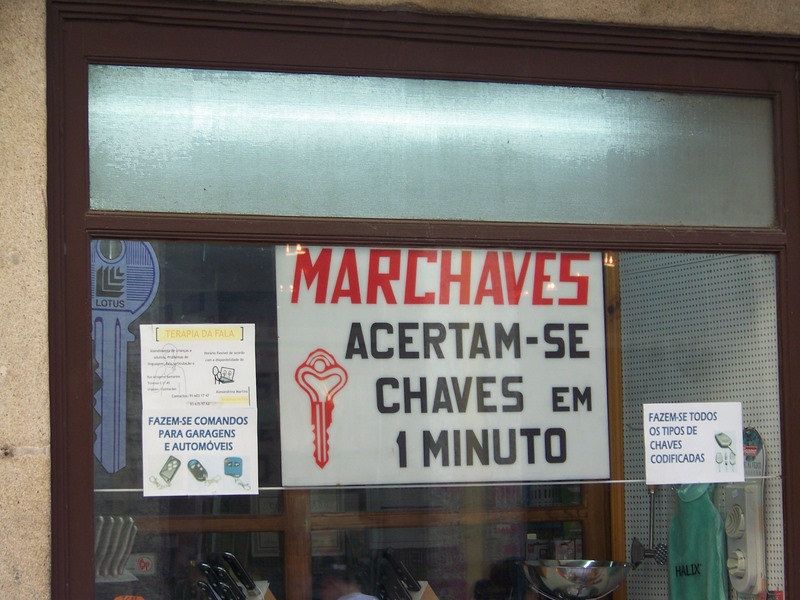 MARCHAVES
ACERTAM-SE
CHAVES EM
1 MINUTO
LOTUS
[TERAPIA DA FALA]
FAZEM-SE COMANDOS
PARA GARAGENS
E AUTOMÓVEIS
FAZEM-SE TODOS
OS TIPOS DE
CHAVES
CODIFICADAS
HALIX